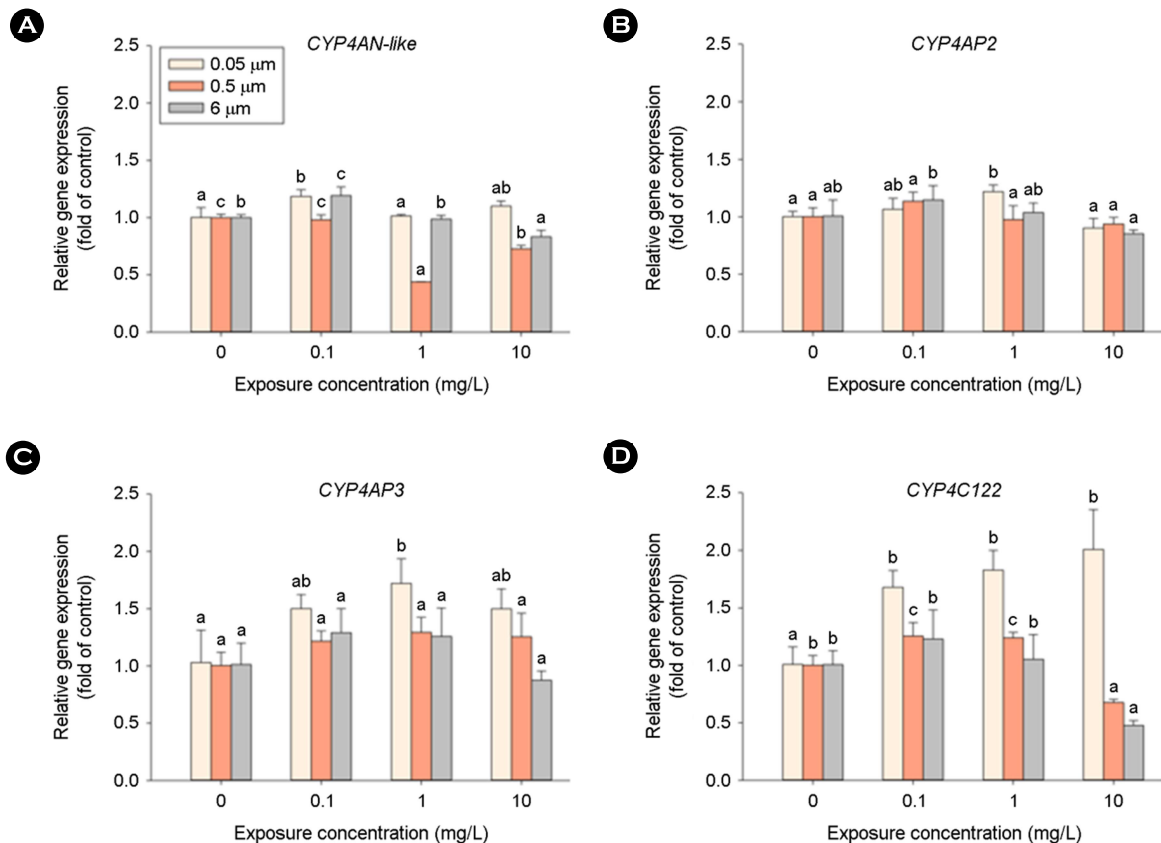 A
CYP4AN-like
0.05 μm
0.5 μm
6 μm
Relative gene expression
(fold of control)
2.5
2.0
1.5
1.0
0.5
0.0
a c b
b c c
a a b
ab b a
0 0.1 1 10
Exposure concentration (mg/L)
B
CYP4AP2
Relative gene expression
(fold of control)
2.5
2.0
1.5
1.0
0.5
0.0
a a ab
ab a b
b a ab
a a a
0 0.1 1 10
Exposure concentration (mg/L)
C
CYP4AP3
Relative gene expression
(fold of control)
2.5
2.0
1.5
1.0
0.5
0.0
a a a
ab a a
b a a
ab a a
0 0.1 1 10
Exposure concentration (mg/L)
D
CYP4C122
Relative gene expression
(fold of control)
2.5
2.0
1.5
1.0
0.5
0.0
a b b
b c b
b c b
b a a
0 0.1 1 10
Exposure concentration (mg/L)